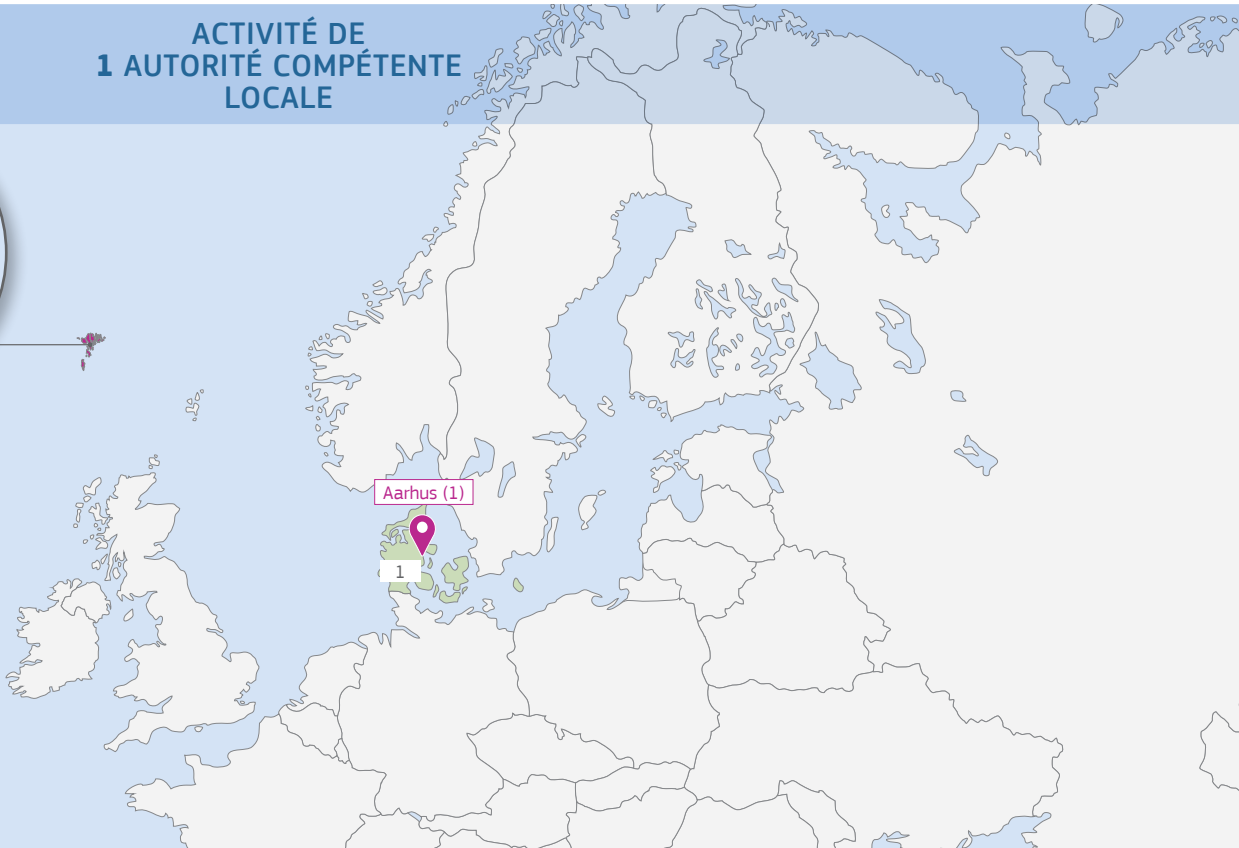 ACTIVITÉ DE
1 AUTORITÉ COMPÉTENTE
LOCALE
Aarhus (1)
1